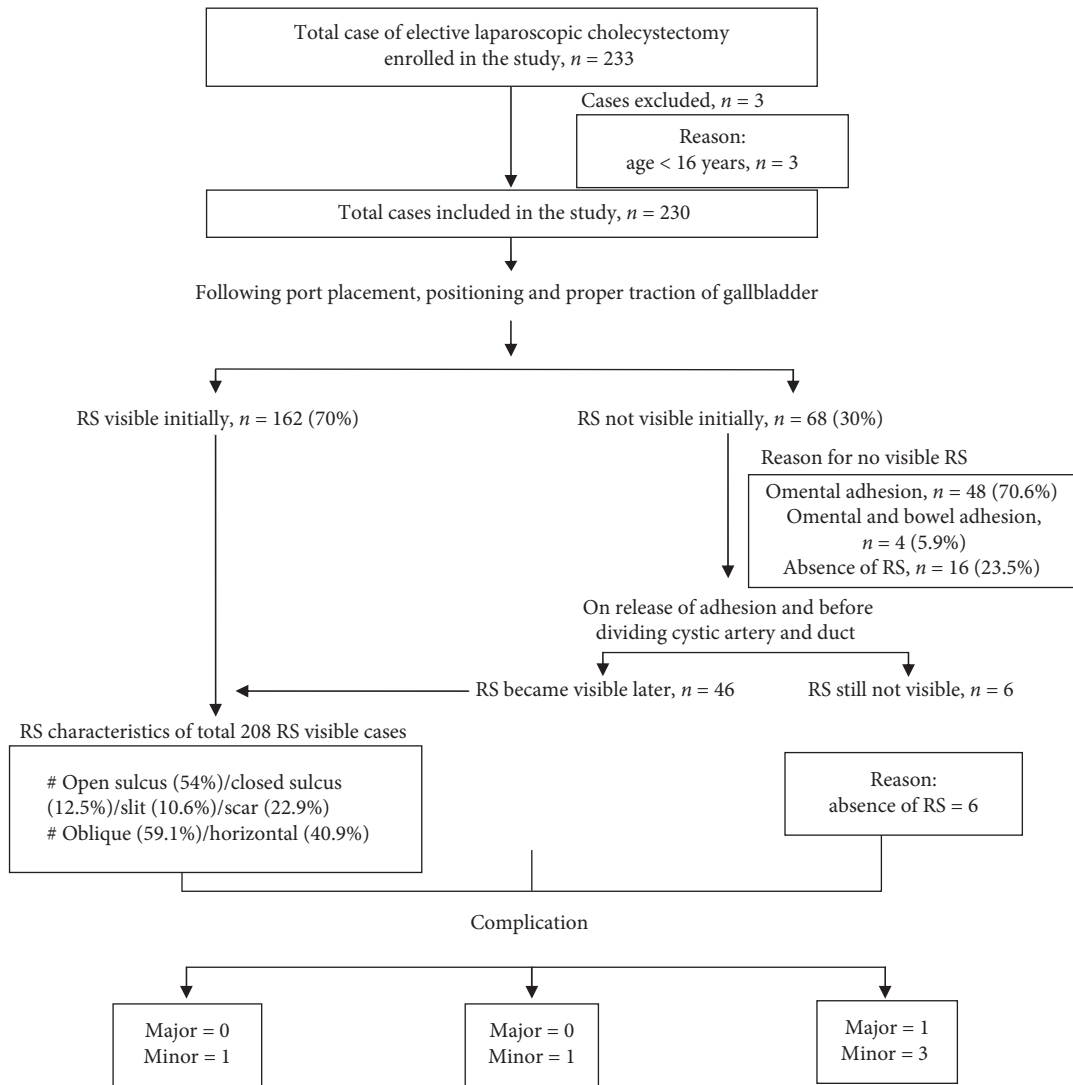 Total case of elective laparoscopic cholecystectomy
enrolled in the study, n = 233
Cases excluded, n = 3
Reason:
age < 16 years, n = 3
Total cases included in the study, n = 230
Following port placement, positioning and proper traction of gallbladder
RS visible initially, n = 162 (70%)
RS not visible initially, n = 68 (30%)
Reason for no visible RS
Omental adhesion, n = 48 (70.6%)
Omental and bowel adhesion,
n = 4 (5.9%)
Absence of RS, n = 16 (23.5%)
On release of adhesion and before
dividing cystic artery and duct
RS became visible later, n = 46
RS still not visible, n = 6
RS characteristics of total 208 RS visible cases
# Open sulcus (54%)/closed sulcus
(12.5%)/slit (10.6%)/scar (22.9%)
# Oblique (59.1%)/horizontal (40.9%)
Reason:
absence of RS = 6
Complication
Major = 0
Minor = 1
Major = 0
Minor = 1
Major = 1
Minor = 3